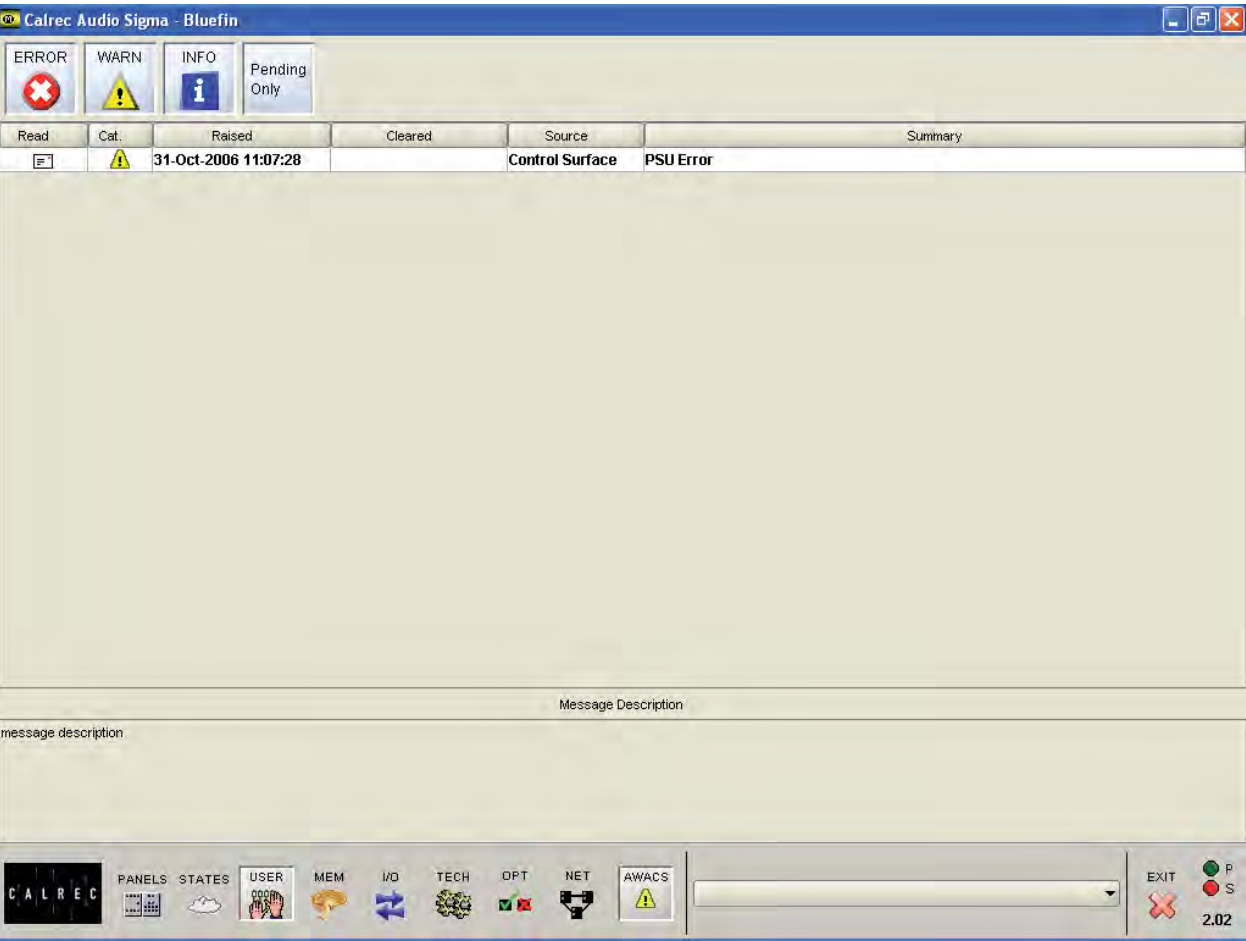 Calrec Audio Sigma - Bluefin
ERROR WARN INFO Pending Only
Read Cat. Raised Cleared Source Summary
31-Oct-2006 11:07:28 Control Surface PSU Error
Message Description
message description
CALREC PANELS STATES USER MEM I/O TECH OPT NET AWACS EXIT P
S
2.02